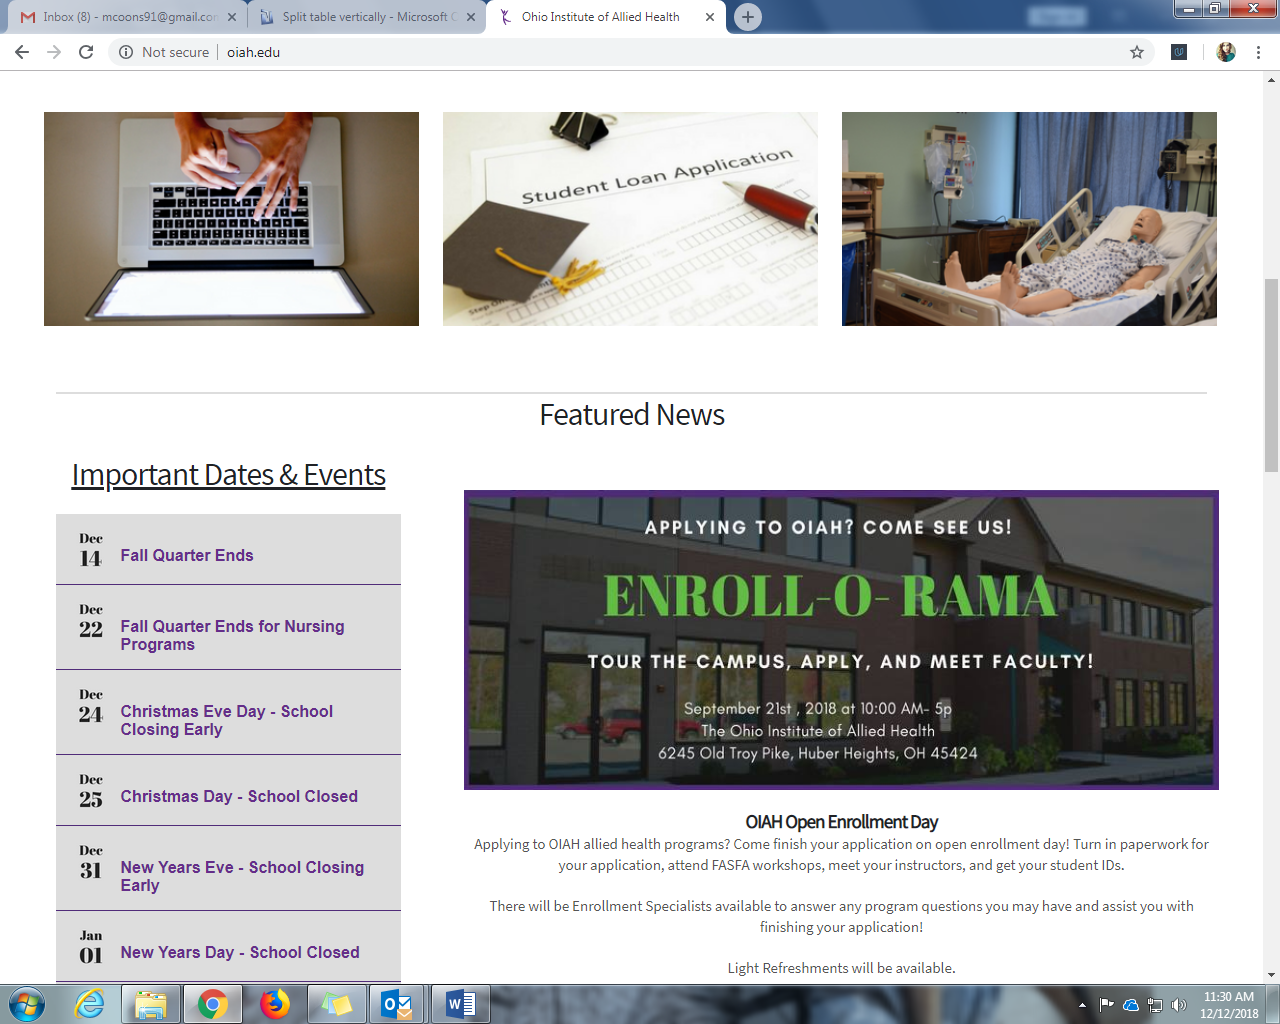 Inbox (8) - mcoons91@gmail.con
Split table vertically - Microsoft C
Ohio Institute of Allied Health
Not secure
oiah.edu
Student Loan Application
Featured News
Important Dates & Events
Dec
14
Fall Quarter Ends
Dec
22
Fall Quarter Ends for Nursing
Programs
Dec
24
Christmas Eve Day - School
Closing Early
Dec
25
Christmas Day - School Closed
Dec
31
New Years Eve - School Closing
Early
Jan
01
New Years Day - School Closed
APPLYING TO OIAH? COME SEE US!
ENROLL-O- RAMA
TOUR THE CAMPUS, APPLY, AND MEET FACULTY!
September 21st , 2018 at 10:00 AM- 5p
The Ohio Institute of Allied Health
6245 Old Troy Pike, Huber Heights, OH 45424
OIAH Open Enrollment Day
Applying to OIAH allied health programs? Come finish your application on open enrollment day! Turn in paperwork for
your application, attend FASFA workshops, meet your instructors, and get your student IDs.
There will be Enrollment Specialists available to answer any program questions you may have and assist you with
finishing your application!
Light Refreshments will be available.
11:30 AM
12/12/2018